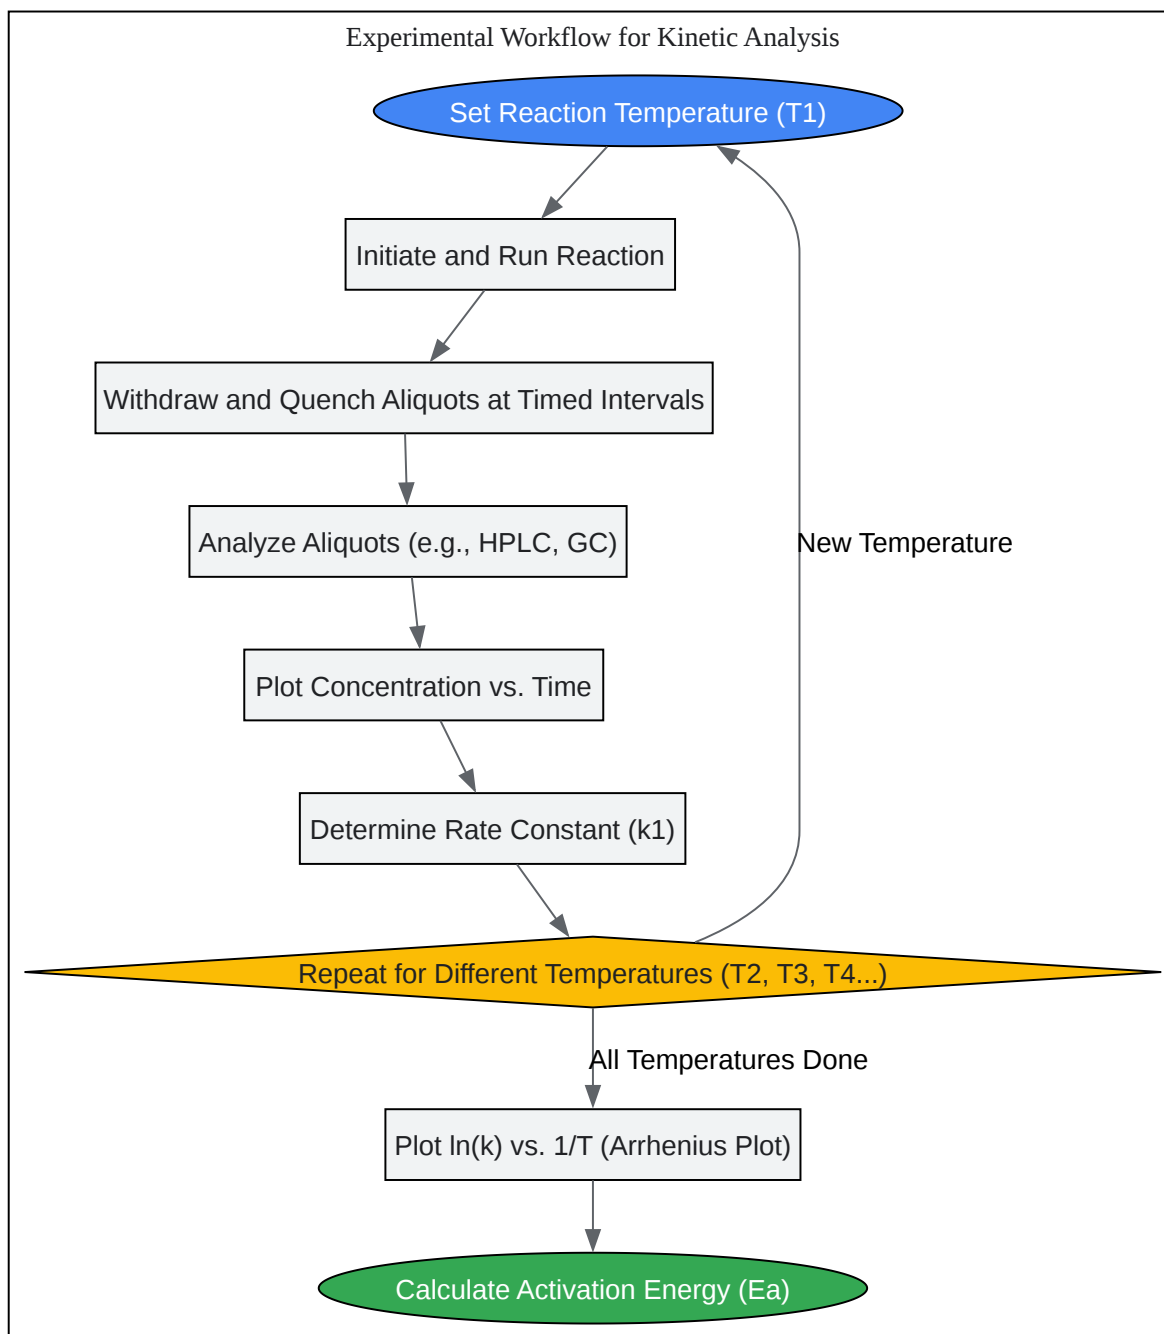 Experimental Workflow for Kinetic Analysis
Set Reaction Temperature (T1)
Initiate and Run Reaction
Withdraw and Quench Aliquots at Timed Intervals
Analyze Aliquots (e.g., HPLC, GC)
New Temperature
Plot Concentration vs. Time
Determine Rate Constant (k1)
Repeat for Different Temperatures (T2, T3, T4...)
All Temperatures Done
Plot ln(k) vs. 1/T (Arrhenius Plot)
Calculate Activation Energy (Ea)